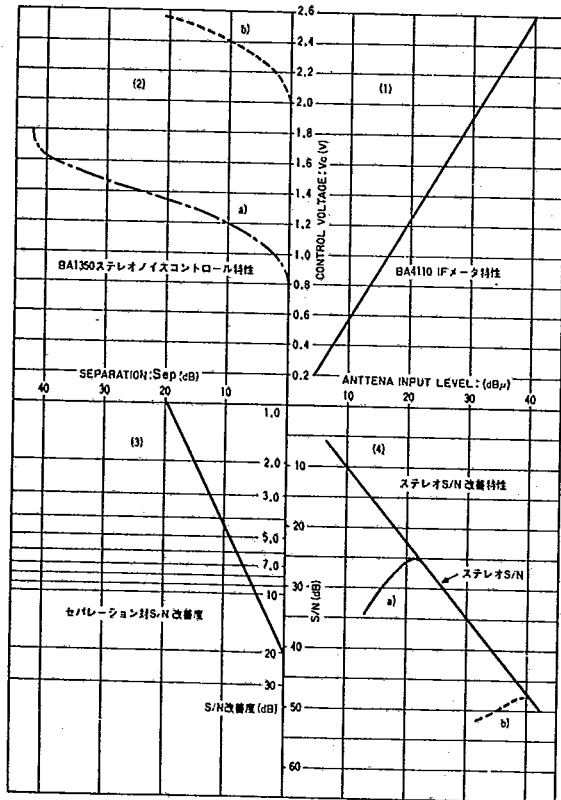 2.6
b)
2.4
(2)
(1)
2.2
2.0
1.8
1.6
1.4
a)
1.2
CONTROL VOLTAGE: Vc (V)
1.0
BA1350ステレオノイズコントロール特性
BA4110 IFメータ特性
0.8
0.6
0.4
SEPARATION: Sep (dB)
0.2
ANTTENA INPUT LEVEL: (dBμ)
40
30
20
10
10
20
30
40
1.0
(3)
(4)
2.0
10
ステレオS/N改善特性
3.0
20
5.0
7.0
ステレオS/N
10
30
a)
S/N (dB)
セパレーション対S/N改善度
20
40
30
S/N改善度(dB)
50
b)
60